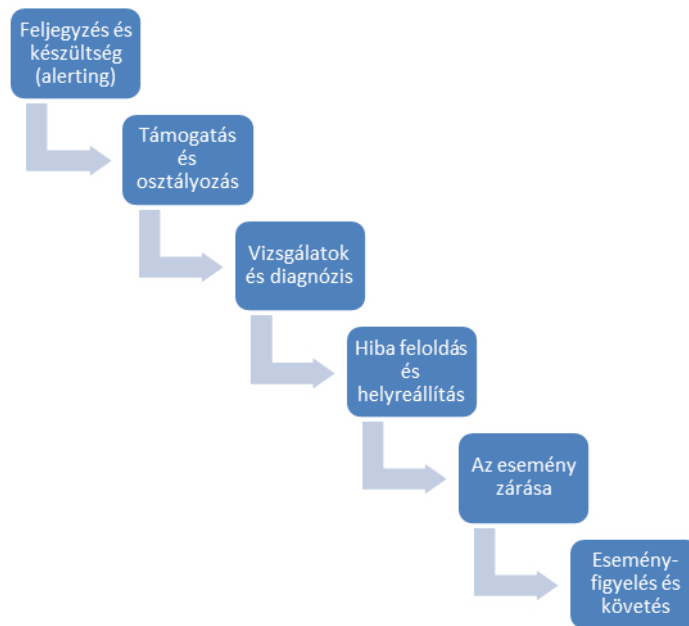 Feljegyzés és
készültség
(alerting)
Támogatás
és
osztályozás
Vizsgálatok
és diagnózis
Hiba feloldás
és
helyreállítás
Az esemény
zárása
Esemény-
figyelés és
követés